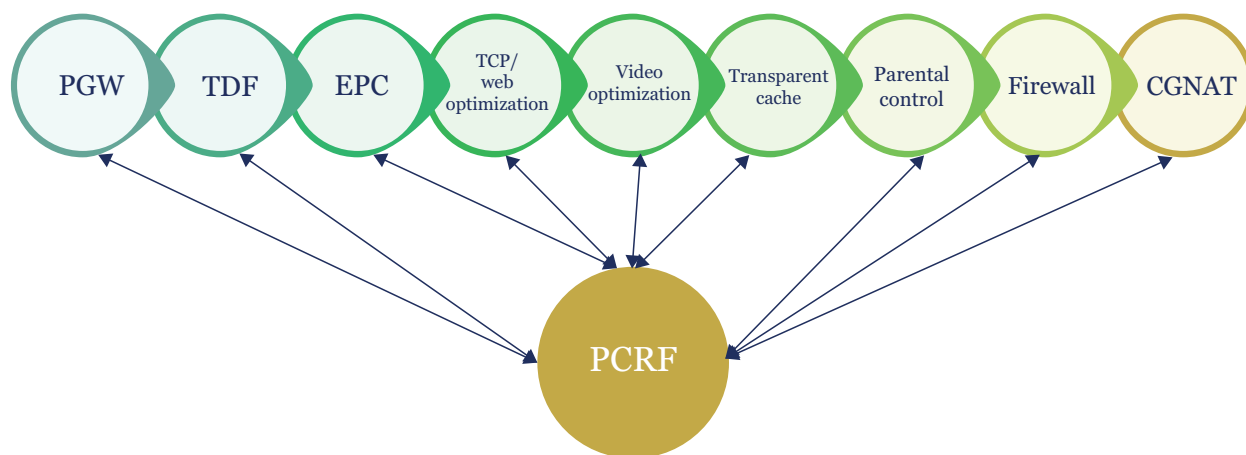 PGW
TDF
EPC
TCP/
web
optimization
Video
optimization
Transparent
cache
Parental
control
Firewall
CGNAT
PCRF